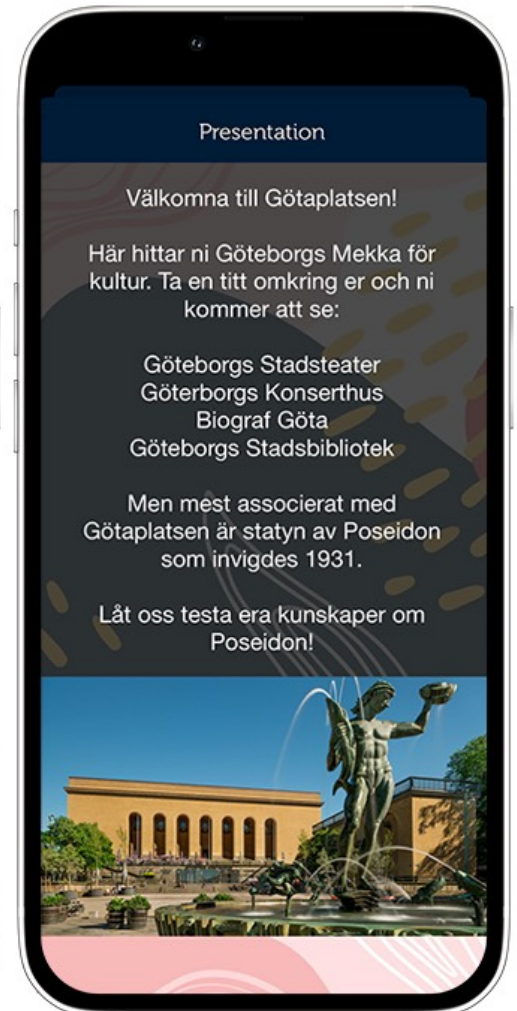 Presentation
Välkomna till Götaplatsen!
Här hittar ni Göteborgs Mekka för
kultur. Ta en titt omkring er och ni
kommer att se:
Göteborgs Stadsteater
Göterborgs Konserthus
Biograf Göta
Göteborgs Stadsbibliotek
Men mest associerat med
Götaplatsen är statyn av Poseidon
som invigdes 1931.
Låt oss testa era kunskaper om
Poseidon!